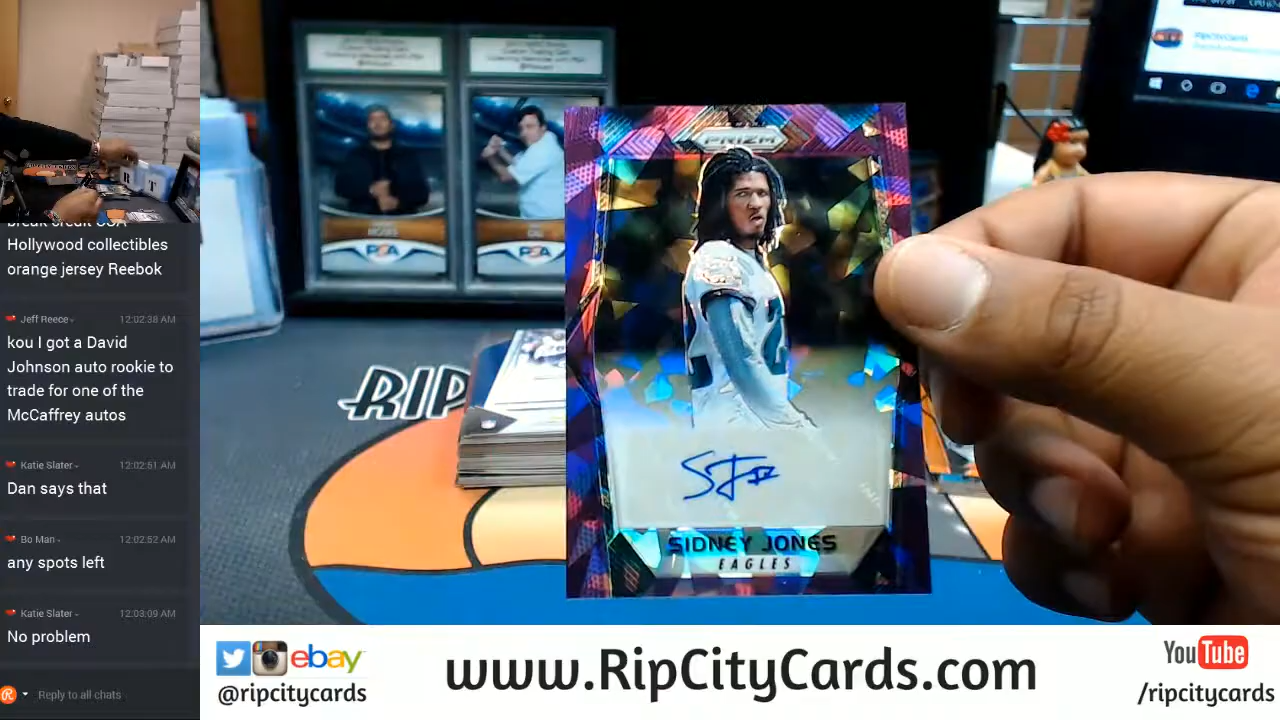 break credit USA
Hollywood collectibles
orange jersey Reebok
Jeff Reece
12:02:38 AM
kou I got a David
Johnson auto rookie to
trade for one of the
McCaffrey autos
Katie Slater
12:02:51 AM
Dan says that
Bo Man
12:02:52 AM
any spots left
Katie Slater
12:03:09 AM
No problem
Reply to all chats
PSA
PSA
RIP
R
T
PRIZM
SJ
SIDNEY JONES
EAGLES
RipCityCards
ebay
@ripcitycards
www.RipCityCards.com
YouTube
/ripcitycards